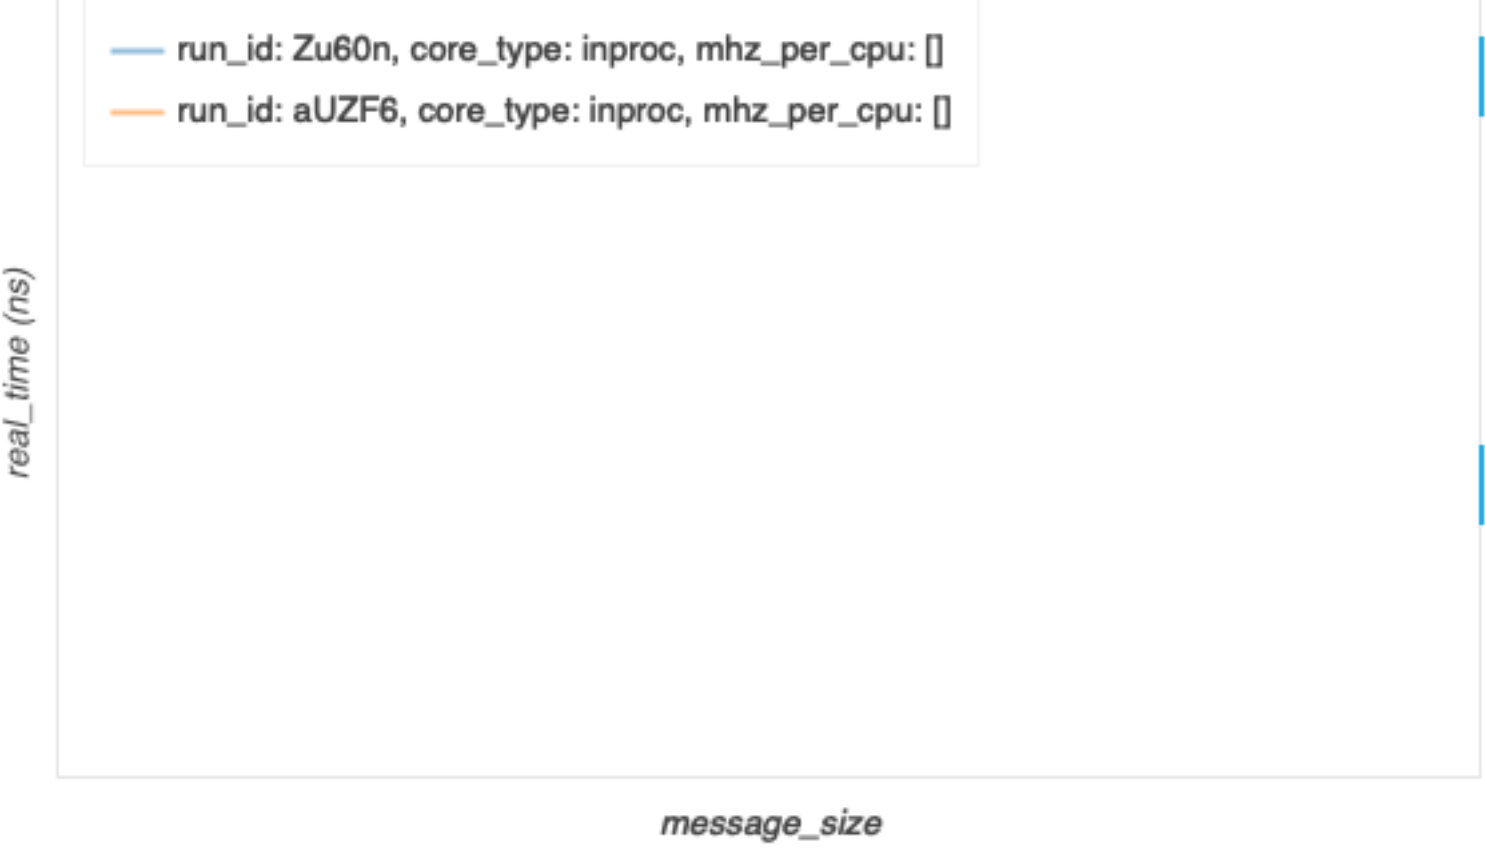 run_id: Zu60n, core_type: inproc, mhz_per_cpu: []
run_id: aUZF6, core_type: inproc, mhz_per_cpu: []
real_time (ns)
message_size